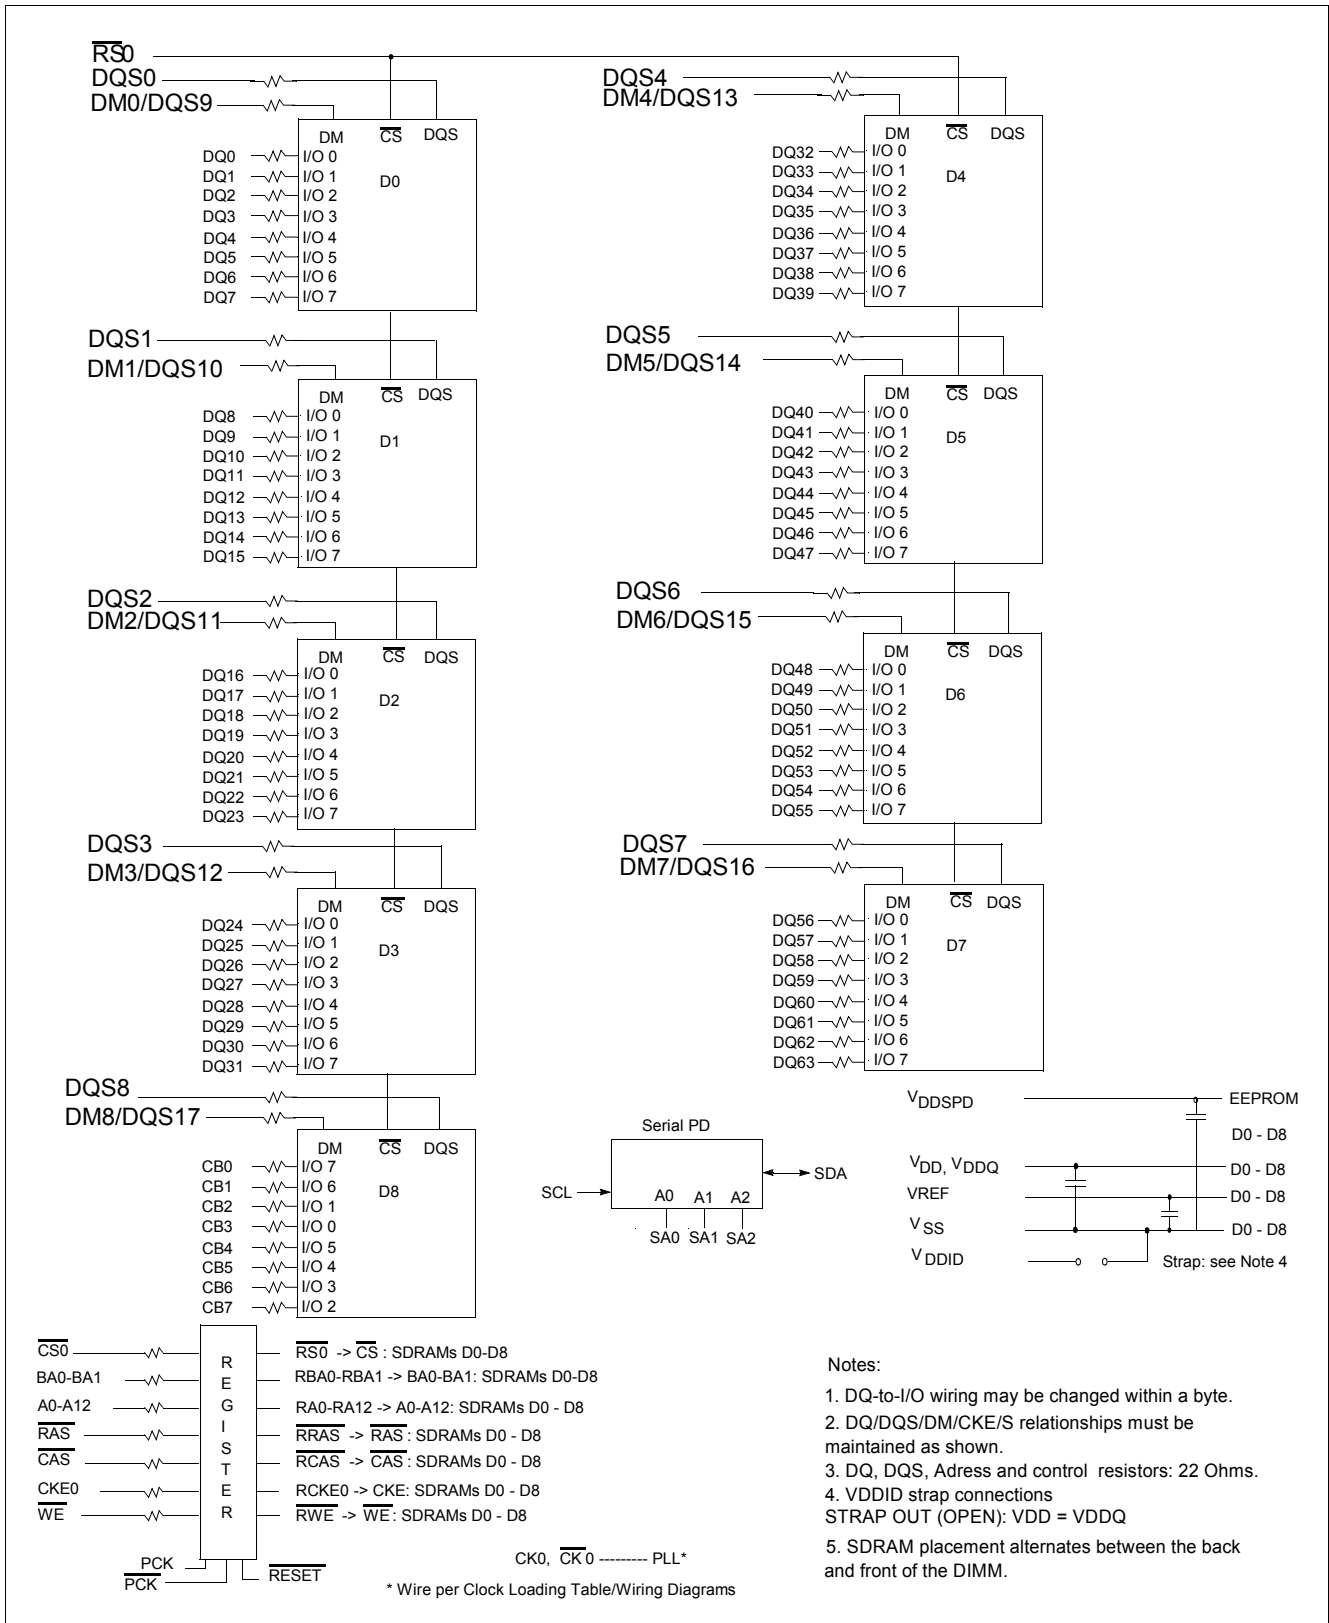 RS0
DQS0
DM0/DQS9
DM CS DQS
D0
DQ0 I/O 0
DQ1 I/O 1
DQ2 I/O 2
DQ3 I/O 3
DQ4 I/O 4
DQ5 I/O 5
DQ6 I/O 6
DQ7 I/O 7
DQS1
DM1/DQS10
DM CS DQS
D1
DQ8 I/O 0
DQ9 I/O 1
DQ10 I/O 2
DQ11 I/O 3
DQ12 I/O 4
DQ13 I/O 5
DQ14 I/O 6
DQ15 I/O 7
DQS2
DM2/DQS11
DM CS DQS
D2
DQ16 I/O 0
DQ17 I/O 1
DQ18 I/O 2
DQ19 I/O 3
DQ20 I/O 4
DQ21 I/O 5
DQ22 I/O 6
DQ23 I/O 7
DQS3
DM3/DQS12
DM CS DQS
D3
DQ24 I/O 0
DQ25 I/O 1
DQ26 I/O 2
DQ27 I/O 3
DQ28 I/O 4
DQ29 I/O 5
DQ30 I/O 6
DQ31 I/O 7
DQS8
DM8/DQS17
DM CS DQS
D8
CB0 I/O 7
CB1 I/O 6
CB2 I/O 1
CB3 I/O 0
CB4 I/O 5
CB5 I/O 4
CB6 I/O 3
CB7 I/O 2
DQS4
DM4/DQS13
DM CS DQS
D4
DQ32 I/O 0
DQ33 I/O 1
DQ34 I/O 2
DQ35 I/O 3
DQ36 I/O 4
DQ37 I/O 5
DQ38 I/O 6
DQ39 I/O 7
DQS5
DM5/DQS14
DM CS DQS
D5
DQ40 I/O 0
DQ41 I/O 1
DQ42 I/O 2
DQ43 I/O 3
DQ44 I/O 4
DQ45 I/O 5
DQ46 I/O 6
DQ47 I/O 7
DQS6
DM6/DQS15
DM CS DQS
D6
DQ48 I/O 0
DQ49 I/O 1
DQ50 I/O 2
DQ51 I/O 3
DQ52 I/O 4
DQ53 I/O 5
DQ54 I/O 6
DQ55 I/O 7
DQS7
DM7/DQS16
DM CS DQS
D7
DQ56 I/O 0
DQ57 I/O 1
DQ58 I/O 2
DQ59 I/O 3
DQ60 I/O 4
DQ61 I/O 5
DQ62 I/O 6
DQ63 I/O 7
Serial PD
SCL
SDA
A0 A1 A2
SA0 SA1 SA2
VDDSPD EEPROM
D0 - D8
VDD, VDDQ D0 - D8
VREF D0 - D8
VSS D0 - D8
VDDID Strap: see Note 4
REGISTER
CS0 RS0 -> CS : SDRAMs D0-D8
BA0-BA1 RBA0-RBA1 -> BA0-BA1: SDRAMs D0-D8
A0-A12 RA0-RA12 -> A0-A12: SDRAMs D0 - D8
RAS RRAS -> RAS : SDRAMs D0 - D8
CAS RCAS -> CAS : SDRAMs D0 - D8
CKE0 RCKE0 -> CKE: SDRAMs D0 - D8
WE RWE -> WE : SDRAMs D0 - D8
PCK
PCK
RESET
CK0, CK 0 --------- PLL*
* Wire per Clock Loading Table/Wiring Diagrams
Notes:
1. DQ-to-I/O wiring may be changed within a byte.
2. DQ/DQS/DM/CKE/S relationships must be
maintained as shown.
3. DQ, DQS, Adress and control resistors: 22 Ohms.
4. VDDID strap connections
STRAP OUT (OPEN): VDD = VDDQ
5. SDRAM placement alternates between the back
and front of the DIMM.